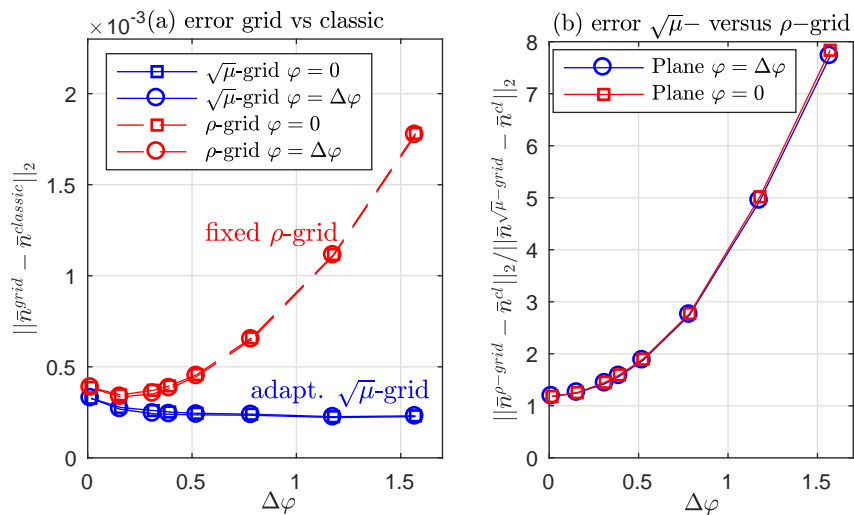 ×10⁻³
(a) error grid vs classic
2
1.5
1
0.5
0
||n̄^{grid} − n̄^{classic}||₂
√μ̄-grid φ = 0
√μ̄-grid φ = Δφ
ρ-grid φ = 0
ρ-grid φ = Δφ
fixed ρ-grid
adapt. √μ̄-grid
0 0.5 1 1.5
Δφ
(b) error √μ̄− versus ρ−grid
8
7
6
5
4
3
2
1
0
||n̄^{ρ−grid} − n̄^{cl}||₂/||n̄^{√μ̄−grid} − n̄^{cl}||₂
Plane φ = Δφ
Plane φ = 0
0 0.5 1 1.5
Δφ